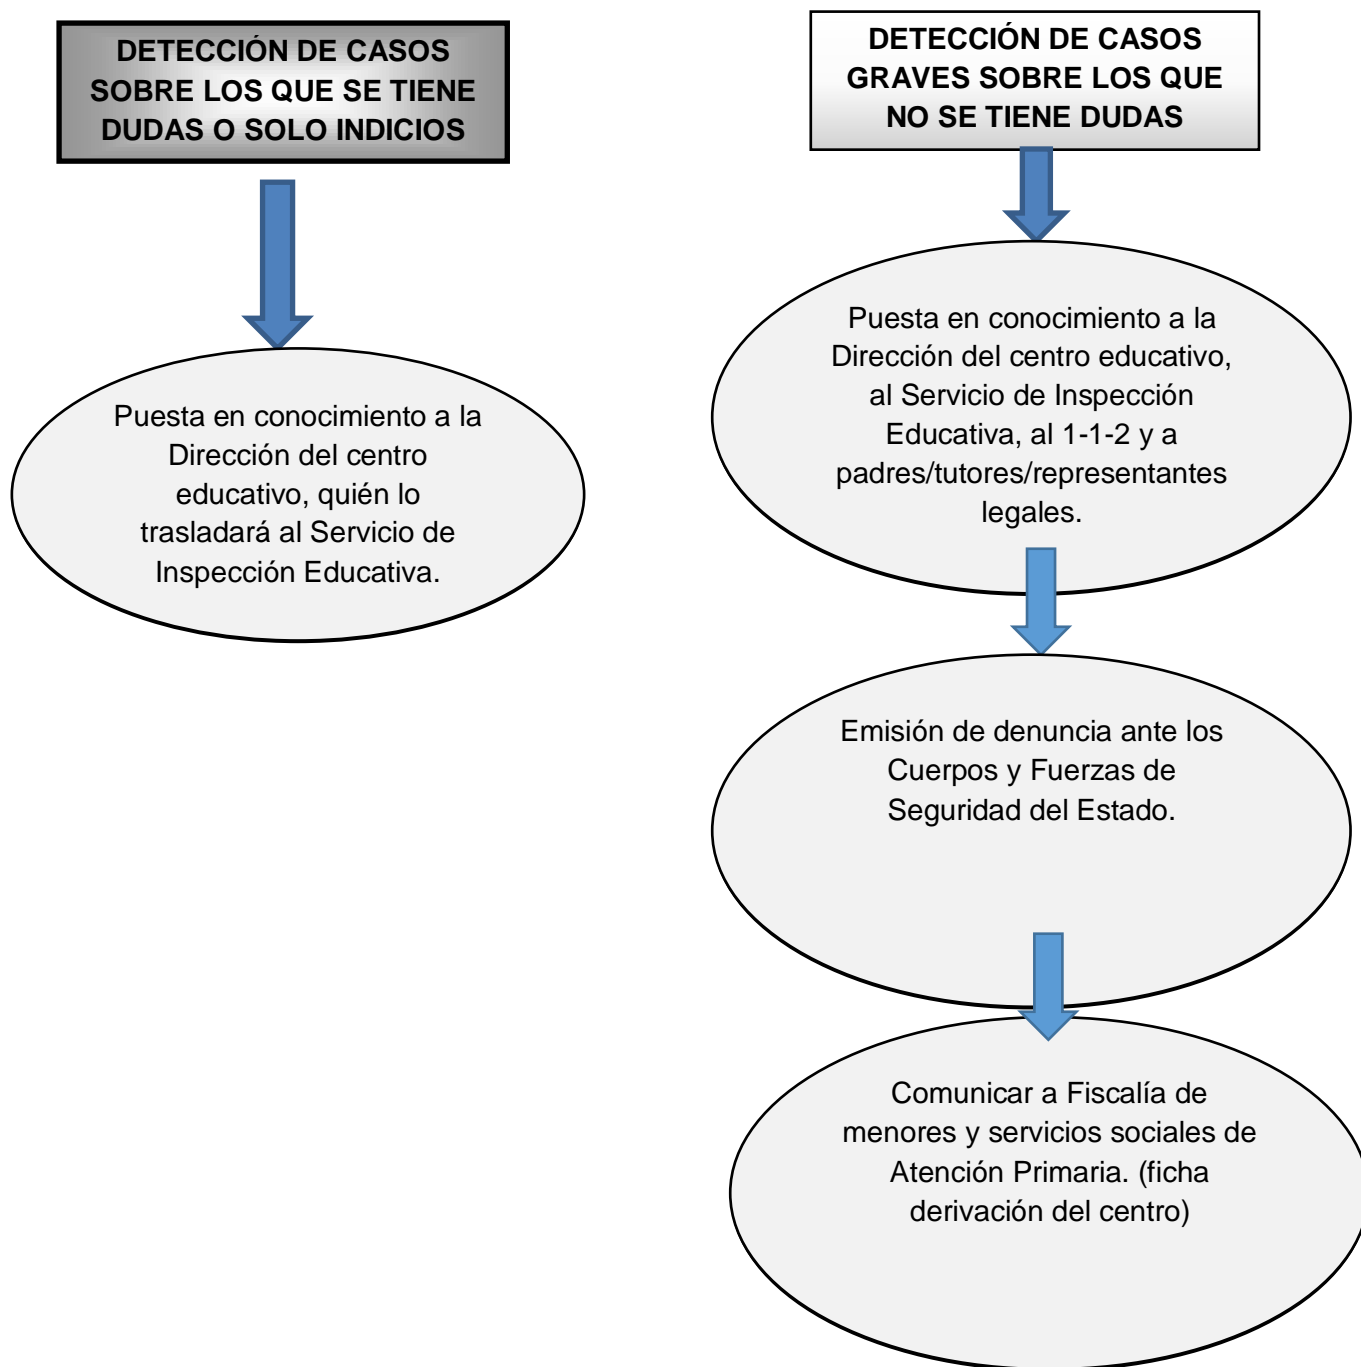 DETECCIÓN DE CASOS
SOBRE LOS QUE SE TIENE
DUDAS O SOLO INDICIOS
Puesta en conocimiento a la
Dirección del centro
educativo, quién lo
trasladará al Servicio de
Inspección Educativa.
DETECCIÓN DE CASOS
GRAVES SOBRE LOS QUE
NO SE TIENE DUDAS
Puesta en conocimiento a la
Dirección del centro educativo,
al Servicio de Inspección
Educativa, al 1-1-2 y a
padres/tutores/representantes
legales.
Emisión de denuncia ante los
Cuerpos y Fuerzas de
Seguridad del Estado.
Comunicar a Fiscalía de
menores y servicios sociales de
Atención Primaria. (ficha
derivación del centro)